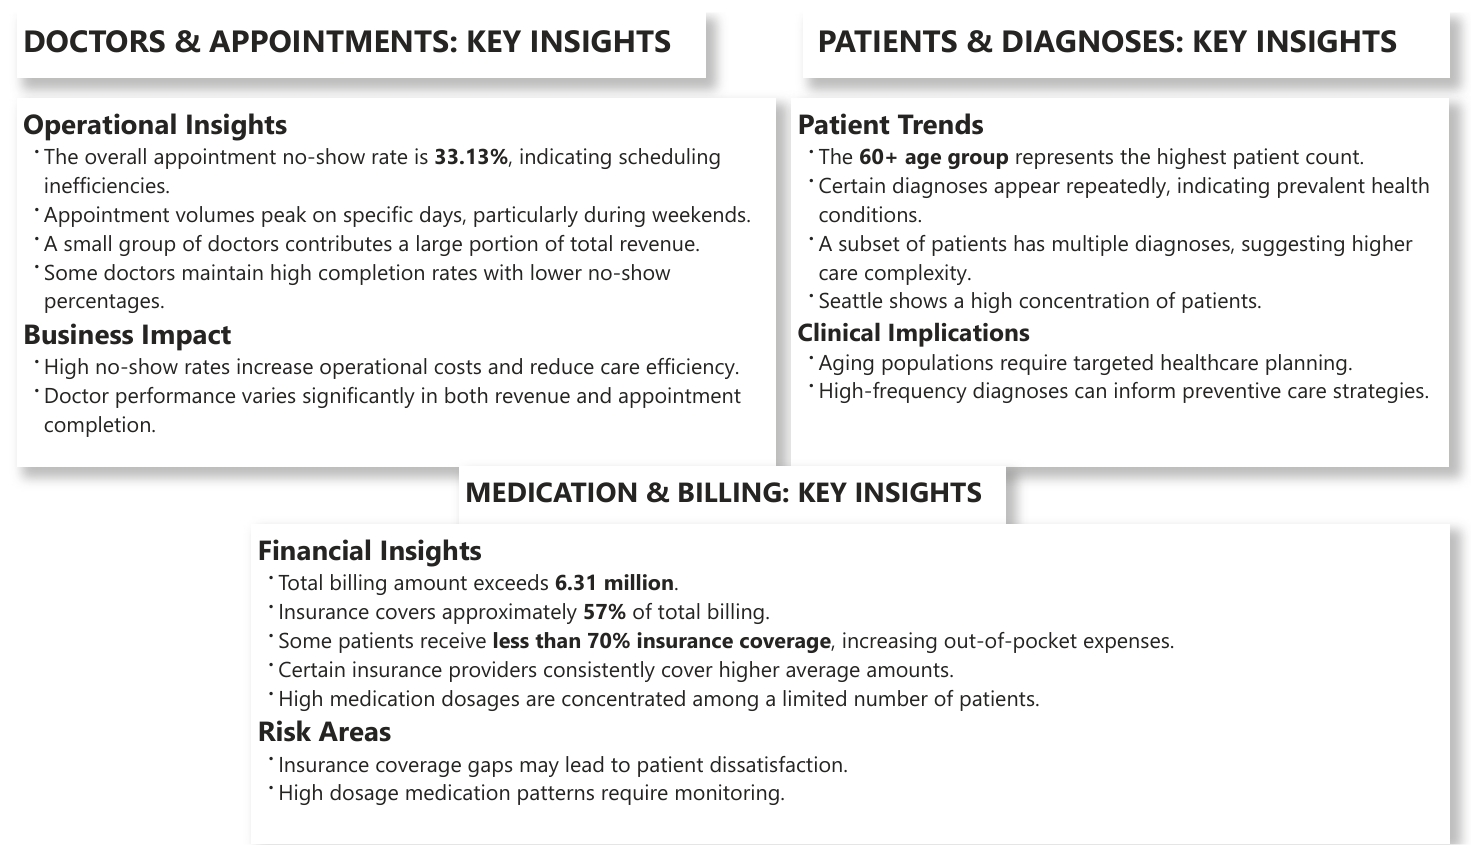 DOCTORS & APPOINTMENTS: KEY INSIGHTS
Operational Insights
• The overall appointment no-show rate is 33.13%, indicating scheduling
inefficiencies.
• Appointment volumes peak on specific days, particularly during weekends.
• A small group of doctors contributes a large portion of total revenue.
• Some doctors maintain high completion rates with lower no-show
percentages.
Business Impact
• High no-show rates increase operational costs and reduce care efficiency.
• Doctor performance varies significantly in both revenue and appointment
completion.
PATIENTS & DIAGNOSES: KEY INSIGHTS
Patient Trends
• The 60+ age group represents the highest patient count.
• Certain diagnoses appear repeatedly, indicating prevalent health
conditions.
• A subset of patients has multiple diagnoses, suggesting higher
care complexity.
• Seattle shows a high concentration of patients.
Clinical Implications
• Aging populations require targeted healthcare planning.
• High-frequency diagnoses can inform preventive care strategies.
MEDICATION & BILLING: KEY INSIGHTS
Financial Insights
• Total billing amount exceeds 6.31 million.
• Insurance covers approximately 57% of total billing.
• Some patients receive less than 70% insurance coverage, increasing out-of-pocket expenses.
• Certain insurance providers consistently cover higher average amounts.
• High medication dosages are concentrated among a limited number of patients.
Risk Areas
• Insurance coverage gaps may lead to patient dissatisfaction.
• High dosage medication patterns require monitoring.